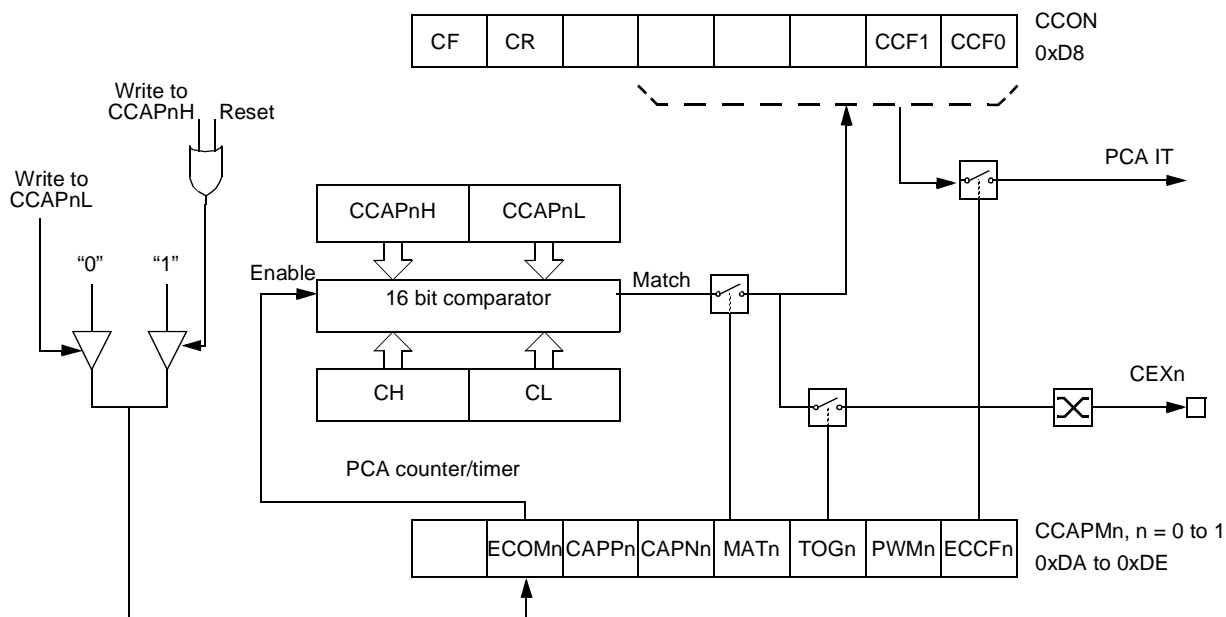 CF CR CCF1 CCF0
CCON
0xD8
Write to
CCAPnH
Reset
Write to
CCAPnL
PCA IT
CCAPnH CCAPnL
“0” “1”
Enable
16 bit comparator
Match
CH CL
CEXn
PCA counter/timer
ECOMn CAPPn CAPNn MATn TOGn PWMn ECCFn
CCAPMn, n = 0 to 1
0xDA to 0xDE